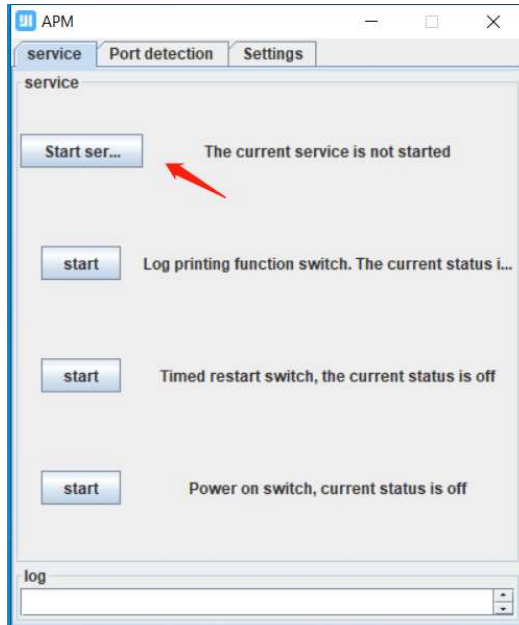 APM
service Port detection Settings
service
Start ser... The current service is not started
start Log printing function switch. The current status i...
start Timed restart switch, the current status is off
start Power on switch, current status is off
log